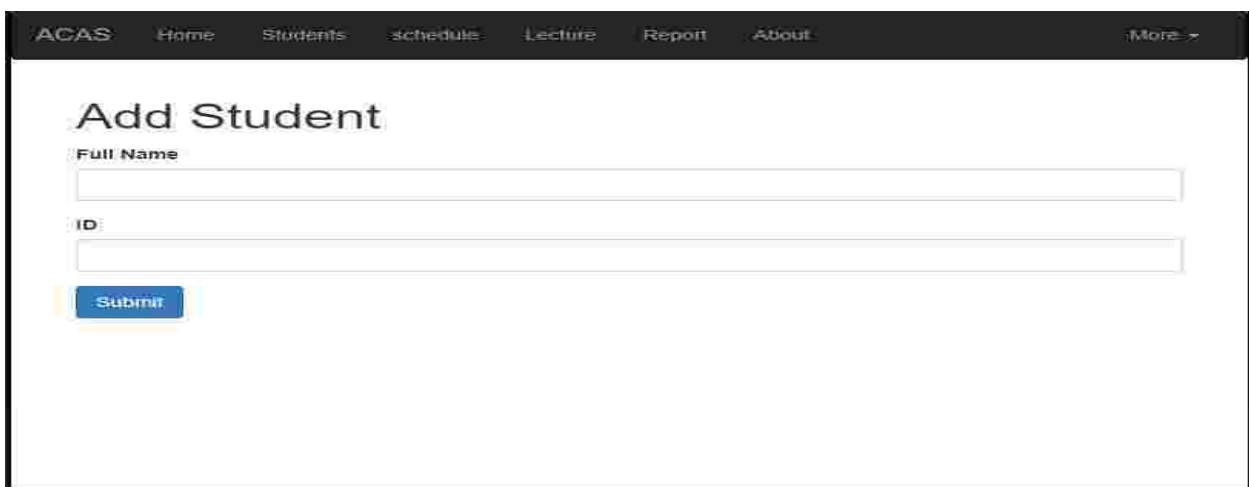 ACAS Home Students schedule Lecture Report About More
Add Student
Full Name
ID
Submit